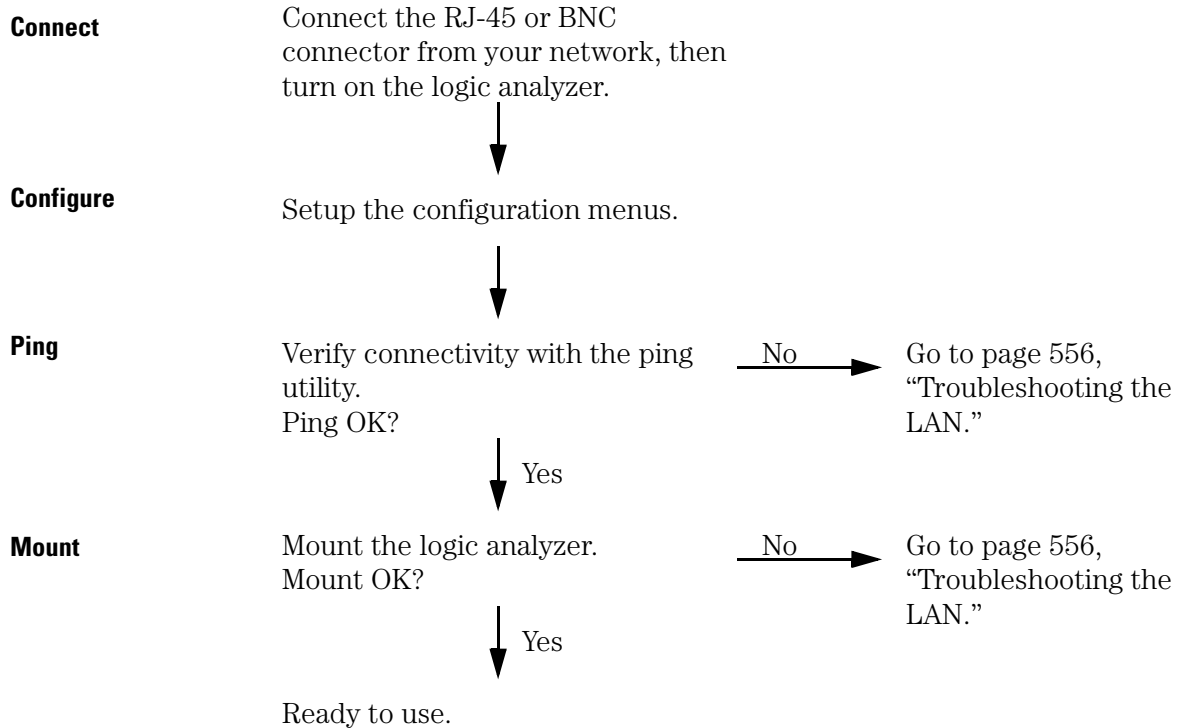 Connect
Connect the RJ-45 or BNC
connector from your network, then
turn on the logic analyzer.
Configure
Setup the configuration menus.
Ping
Verify connectivity with the ping
utility.
Ping OK?
No
Go to page 556,
“Troubleshooting the
LAN.”
Yes
Mount
Mount the logic analyzer.
Mount OK?
No
Go to page 556,
“Troubleshooting the
LAN.”
Yes
Ready to use.